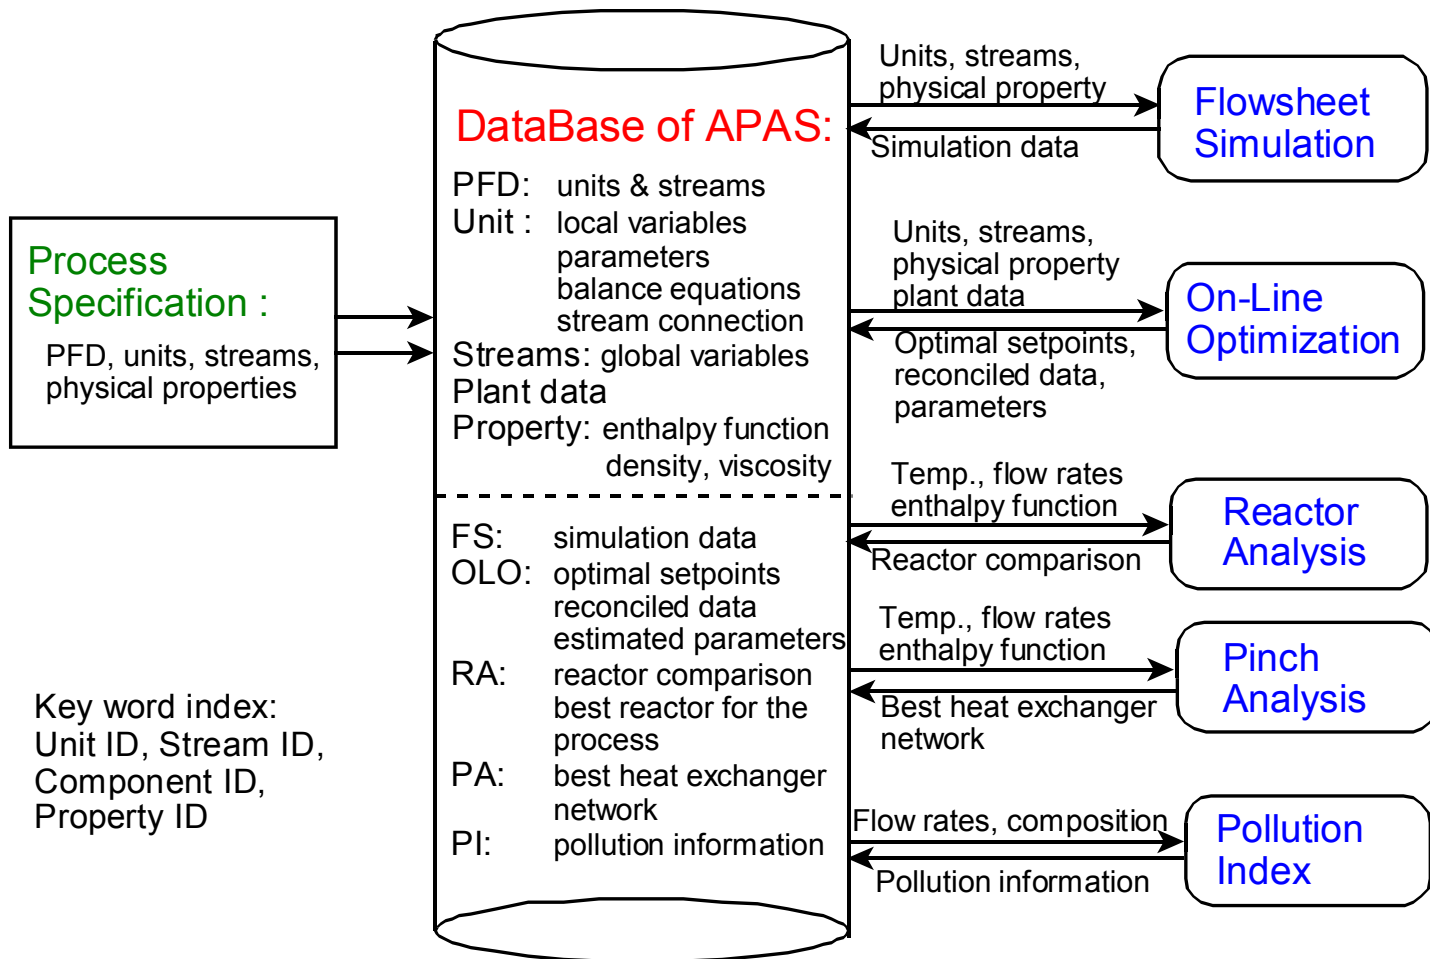 Process
Specification :
PFD, units, streams,
physical properties
Key word index:
Unit ID, Stream ID,
Component ID,
Property ID
DataBase of APAS:
PFD: units & streams
Unit : local variables
parameters
balance equations
stream connection
Streams: global variables
Plant data
Property: enthalpy function
density, viscosity
FS: simulation data
OLO: optimal setpoints
reconciled data
estimated parameters
RA: reactor comparison
best reactor for the
process
PA: best heat exchanger
network
PI: pollution information
Units, streams,
physical property
Simulation data
Flowsheet
Simulation
Units, streams,
physical property
plant data
Optimal setpoints,
reconciled data,
parameters
On-Line
Optimization
Temp., flow rates
enthalpy function
Reactor comparison
Reactor
Analysis
Temp., flow rates
enthalpy function
Best heat exchanger
network
Pinch
Analysis
Flow rates, composition
Pollution information
Pollution
Index